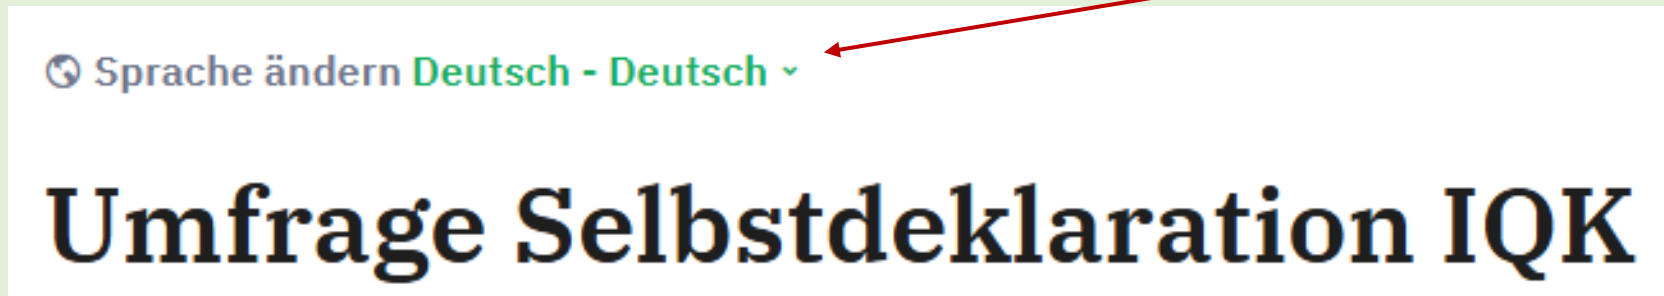 Sprache ändern Deutsch - Deutsch
Umfrage Selbstdeklaration IQK